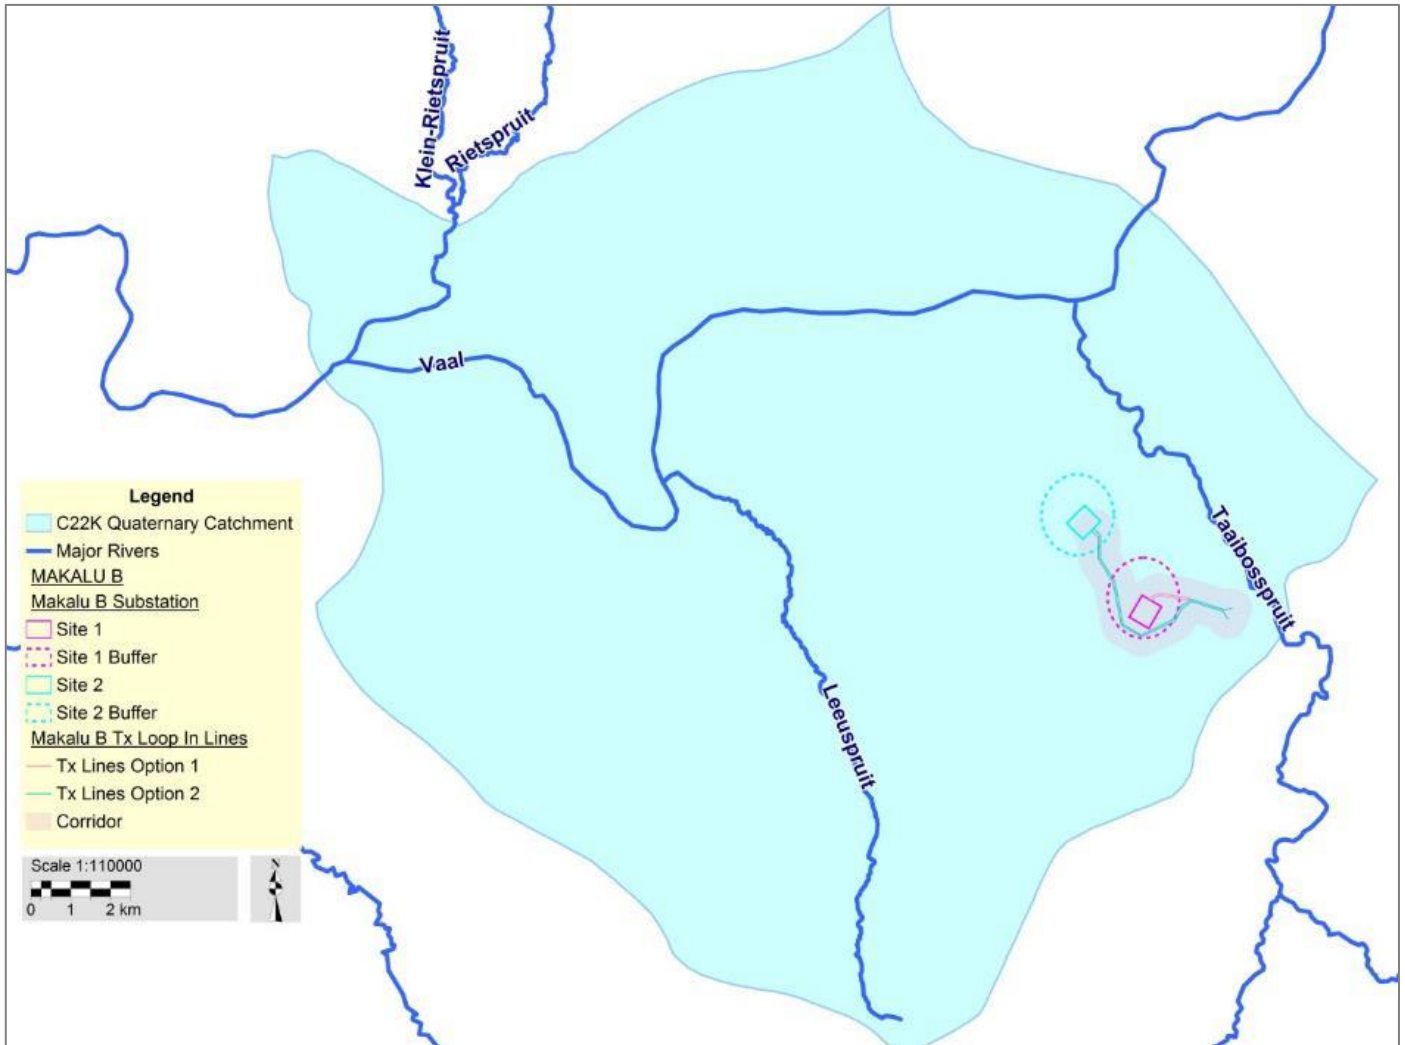 Klein-Rietspruit
Rietspruit
Vaal
Taaibosspruit
Leeuspruit
Legend
C22K Quaternary Catchment
Major Rivers
MAKALU B
Makalu B Substation
Site 1
Site 1 Buffer
Site 2
Site 2 Buffer
Makalu B Tx Loop In Lines
Tx Lines Option 1
Tx Lines Option 2
Corridor
Scale 1:110000
0 1 2 km
N